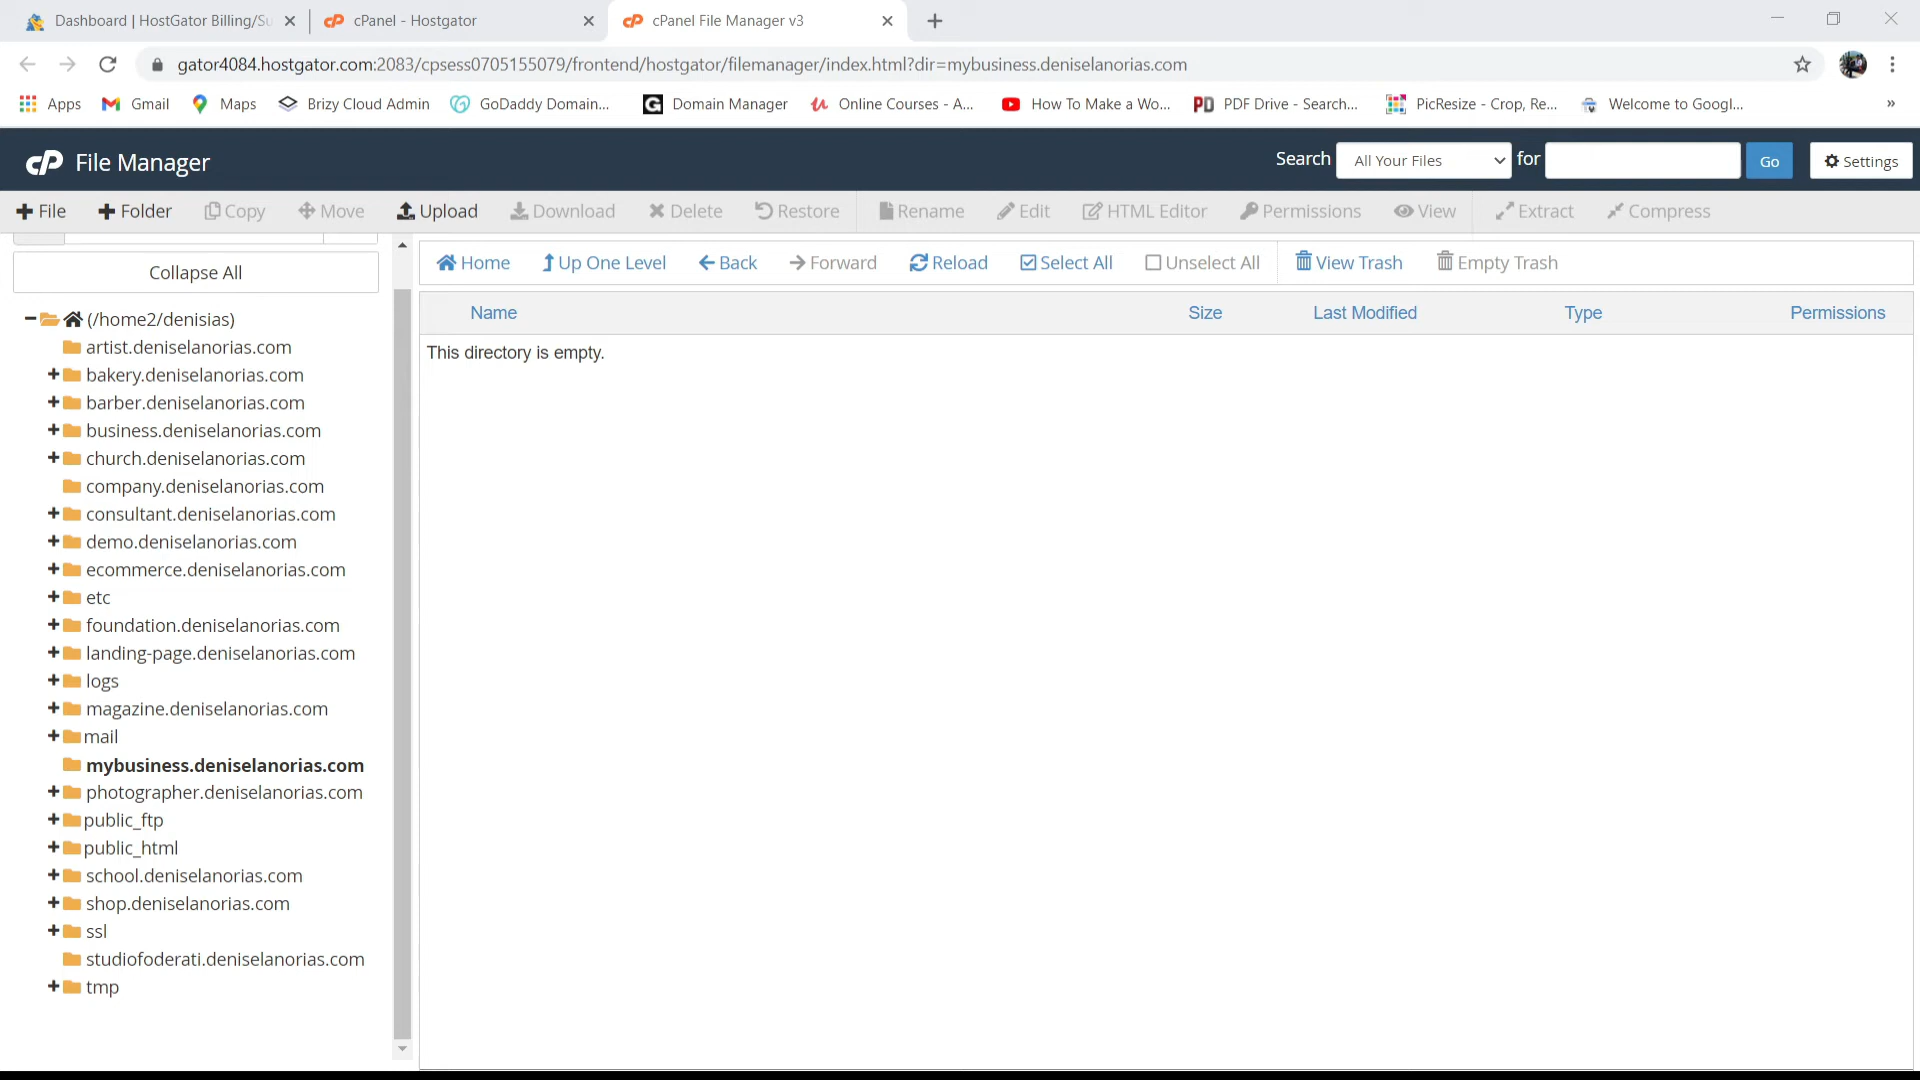 Dashboard | HostGator Billing/Su
cPanel - Hostgator
cPanel File Manager v3
gator4084.hostgator.com:2083/cpsess0705155079/frontend/hostgator/filemanager/index.html?dir=mybusiness.deniselanorias.com
Apps Gmail Maps Brizy Cloud Admin GoDaddy Domain... Domain Manager Online Courses - A... How To Make a Wo... PDF Drive - Search... PicResize - Crop, Re... Welcome to Googl... »
cP File Manager
Search All Your Files for Go Settings
File Folder Copy Move Upload Download Delete Restore Rename Edit HTML Editor Permissions View Extract Compress
Collapse All
Home Up One Level Back Forward Reload Select All Unselect All View Trash Empty Trash
Name Size Last Modified Type Permissions
This directory is empty.
(/home2/denisias)
artist.deniselanorias.com
bakery.deniselanorias.com
barber.deniselanorias.com
business.deniselanorias.com
church.deniselanorias.com
company.deniselanorias.com
consultant.deniselanorias.com
demo.deniselanorias.com
ecommerce.deniselanorias.com
etc
foundation.deniselanorias.com
landing-page.deniselanorias.com
logs
magazine.deniselanorias.com
mail
mybusiness.deniselanorias.com
photographer.deniselanorias.com
public_ftp
public_html
school.deniselanorias.com
shop.deniselanorias.com
ssl
studiofoderati.deniselanorias.com
tmp